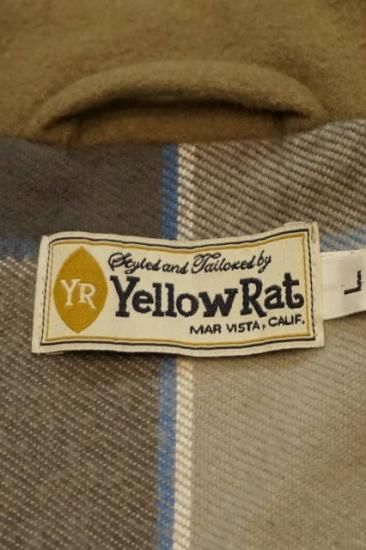 Styled and Tailored by
YR
YellowRat
MAR VISTA, CALIF.
L